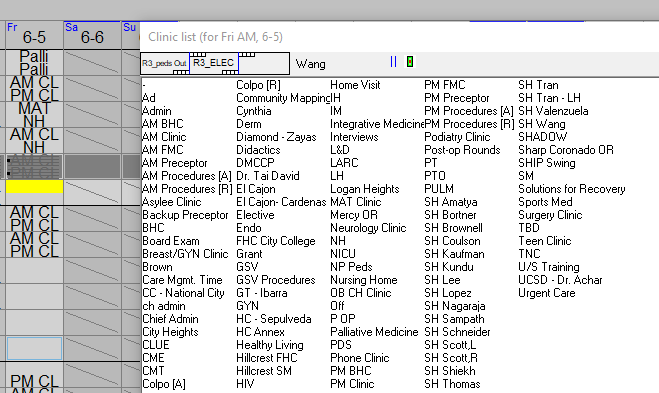 Fr
Sa
Su
6-5
6-6
Clinic list (for Fri AM, 6-5)
R3_peds Out
R3_ELEC
Wang
Palli
Palli
AM CL
PM CL
MAT
NH
AM CL
NH
AM CL
PM CL
AM CL
PM CL
PM CL
AM CL
-
Ad
Admin
AM BHC
AM Clinic
AM FMC
AM Preceptor
AM Procedures [A]
AM Procedures [R]
Asylee Clinic
Backup Preceptor
BHC
Board Exam
Breast/GYN Clinic
Brown
Care Mgmt. Time
CC - National City
ch admin
Chief Admin
City Heights
CLUE
CME
CMT
Colpo [A]
Colpo [R]
Community Mapping
Cynthia
Derm
Diamond - Zayas
Didactics
DMCCP
Dr. Tai David
El Cajon
El Cajon- Cardenas
Elective
Endo
FHC City College
Grant
GSV
GSV Procedures
GT - Ibarra
GYN
HC - Sepulveda
HC Annex
Healthy Living
Hillcrest FHC
Hillcrest SM
HIV
Home Visit
IH
IM
Integrative Medicine
Interviews
L&D
LARC
LH
Logan Heights
MAT Clinic
Mercy OR
Neurology Clinic
NH
NICU
NP Peds
Nursing Home
OB CH Clinic
Off
P OP
Palliative Medicine
PDS
Phone Clinic
PM BHC
PM Clinic
PM FMC
PM Preceptor
PM Procedures [A]
PM Procedures [R]
Podiatry Clinic
Post-op Rounds
PT
PTO
PULM
SH Amatya
SH Bortner
SH Brownell
SH Coulson
SH Kaufman
SH Kundu
SH Lee
SH Lopez
SH Nagaraja
SH Sampath
SH Schneider
SH Scott,L
SH Scott,R
SH Shiekh
SH Thomas
SH Tran
SH Tran - LH
SH Valenzuela
SH Wang
SHADOW
Sharp Coronado OR
SHIP Swing
SM
Solutions for Recovery
Sports Med
Surgery Clinic
TBD
Teen Clinic
TNC
U/S Training
UCSD - Dr. Achar
Urgent Care